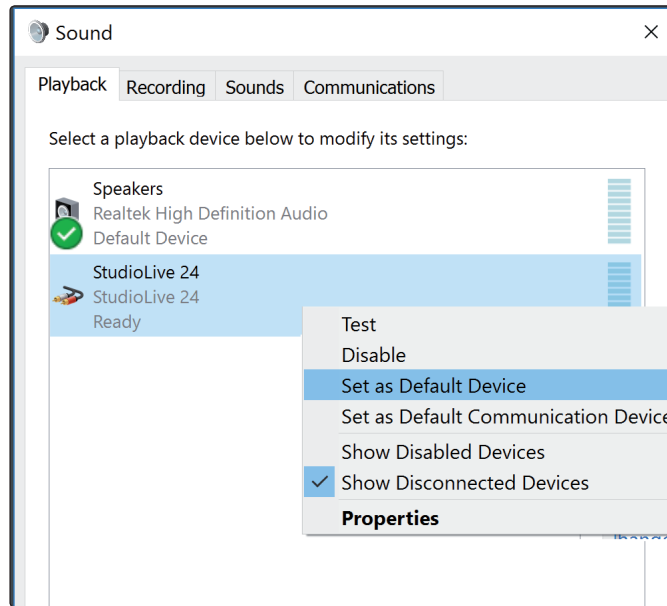 Sound
Playback Recording Sounds Communications
Select a playback device below to modify its settings:
Speakers
Realtek High Definition Audio
Default Device
StudioLive 24
StudioLive 24
Ready
Test
Disable
Set as Default Device
Set as Default Communication Device
Show Disabled Devices
Show Disconnected Devices
Properties